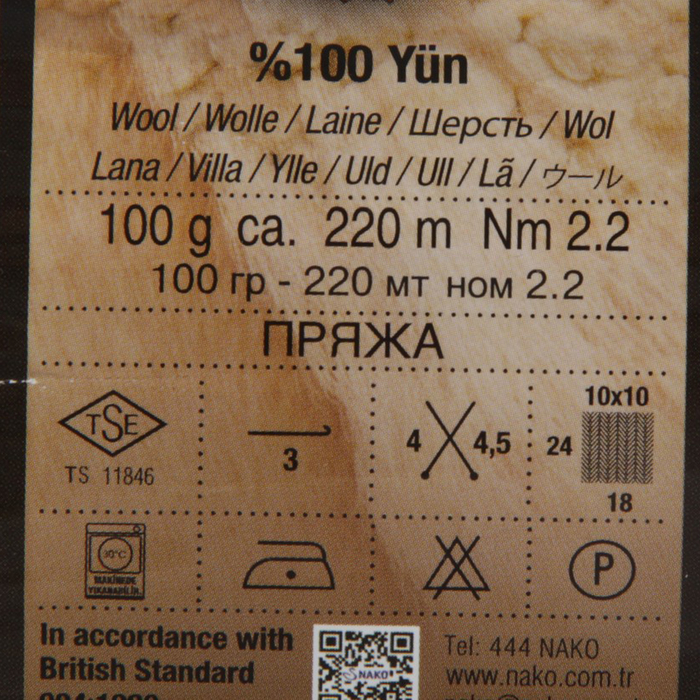 %100 Yün
Wool / Wolle / Laine / Шерсть / Wol
Lana / Villa / Ylle / Uld / Ull / Lã / ウール
100 g ca. 220 m Nm 2.2
100 гр - 220 мт ном 2.2
ПРЯЖА
TSE
TS 11846
3
4 4,5
10x10
24
18
30°C
MAKİNEDE
YIKANABİLİR.
P
In accordance with
British Standard
NAKO
Tel: 444 NAKO
www.nako.com.tr